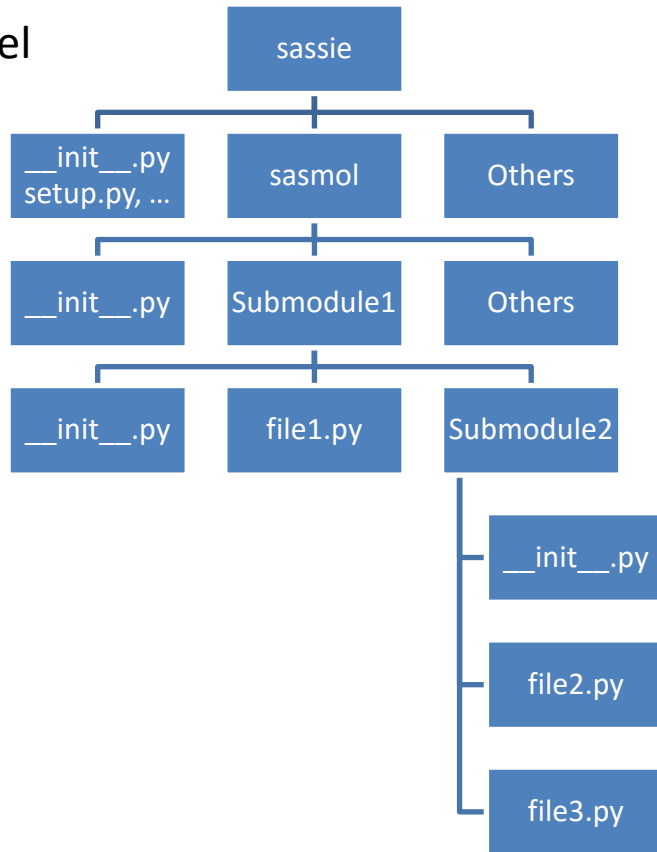 el
sassie
__init__.py
setup.py, ...
sasmol
Others
__init__.py
Submodule1
Others
__init__.py
file1.py
Submodule2
__init__.py
file2.py
file3.py